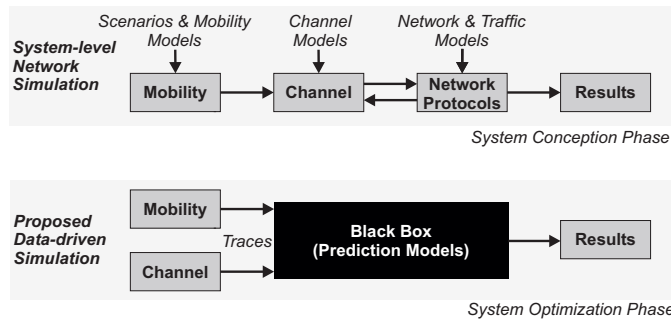 Scenarios & Mobility Models
Channel Models
Network & Traffic Models
System-level Network Simulation
Mobility
Channel
Network Protocols
Results
System Conception Phase
Proposed Data-driven Simulation
Mobility
Channel
Traces
Black Box
(Prediction Models)
Results
System Optimization Phase